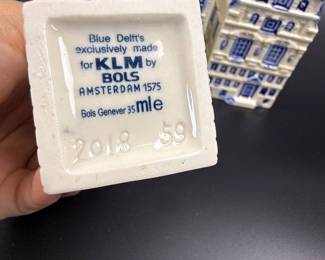 Blue Delft's
exclusively made
for KLM by
BOLS
AMSTERDAM 1575
Bols Genever 35 ml e
2018 59